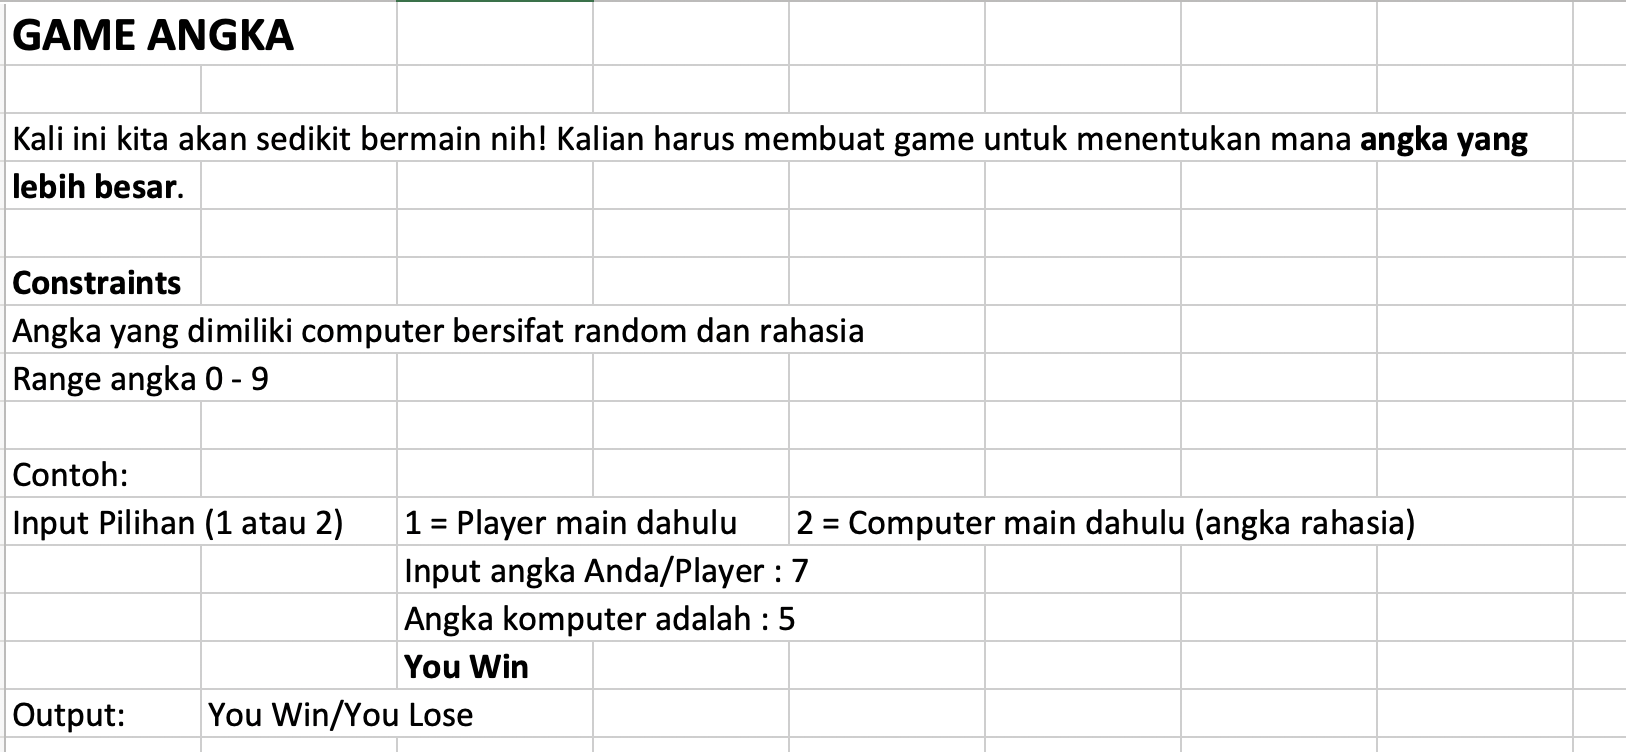 GAME ANGKA
Kali ini kita akan sedikit bermain nih! Kalian harus membuat game untuk menentukan mana angka yang
lebih besar.
Constraints
Angka yang dimiliki computer bersifat random dan rahasia
Range angka 0 - 9
Contoh:
Input Pilihan (1 atau 2) 1 = Player main dahulu 2 = Computer main dahulu (angka rahasia)
Input angka Anda/Player : 7
Angka komputer adalah : 5
You Win
Output: You Win/You Lose